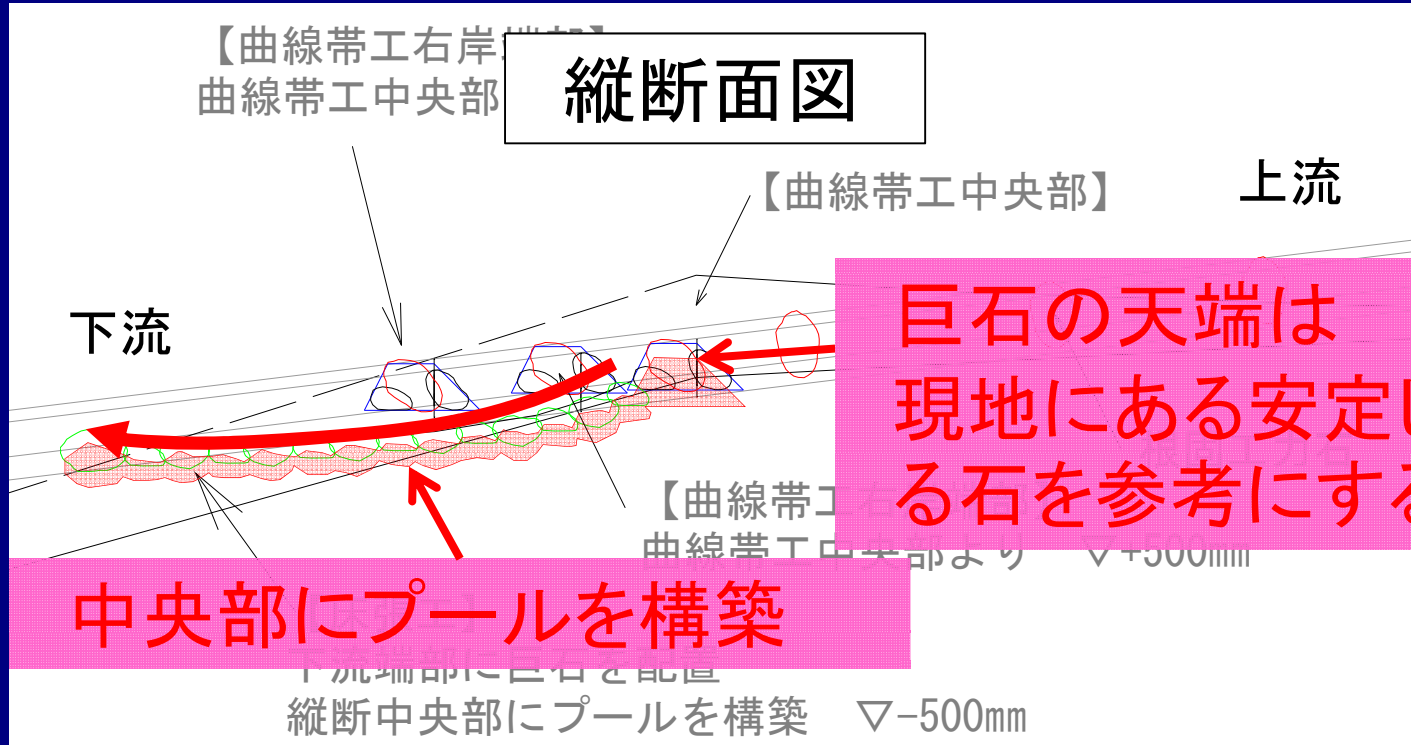 【曲線帯工右岸端部】
曲線帯工中央部
縦断面図
【曲線帯工中央部】
上流
下流
巨石の天端は
現地にある安定し
る石を参考にする
【曲線帯工右
曲線帯工中央部より ▽+500mm
中央部にプールを構築
下流端部に巨石を配置
縦断中央部にプールを構築 ▽-500mm